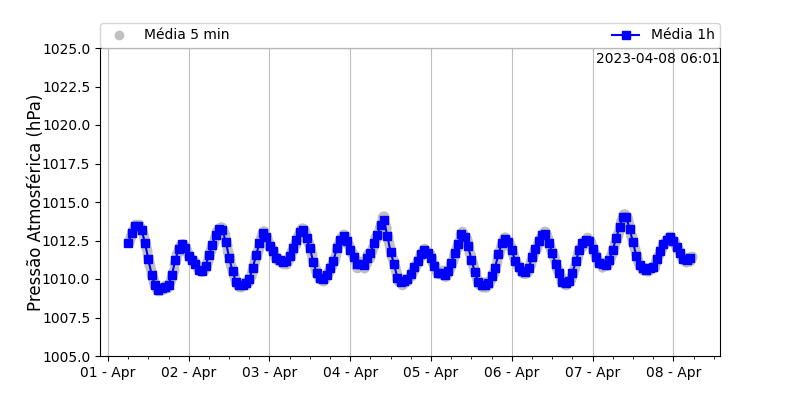 Média 5 min
Média 1h
2023-04-08 06:01
Pressão Atmosférica (hPa)
1025.0
1022.5
1020.0
1017.5
1015.0
1012.5
1010.0
1007.5
1005.0
01 - Apr
02 - Apr
03 - Apr
04 - Apr
05 - Apr
06 - Apr
07 - Apr
08 - Apr